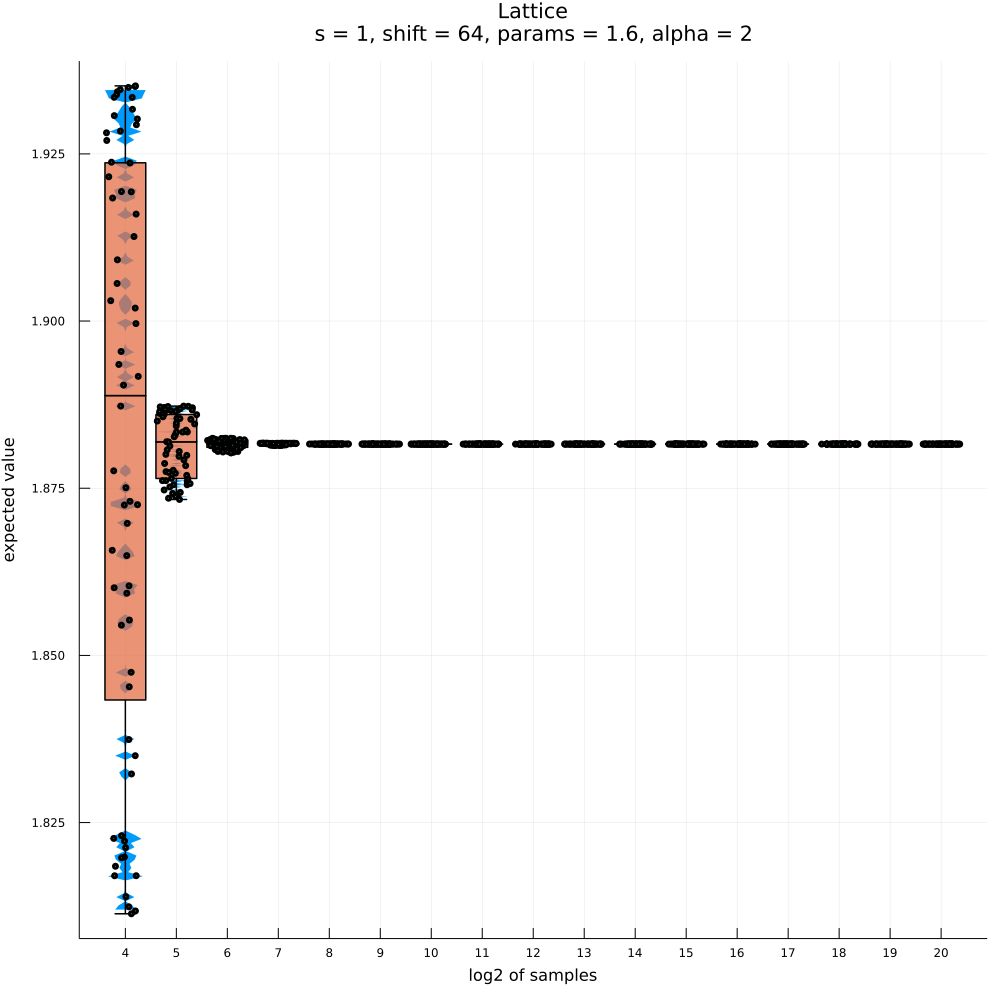 Lattice
s = 1, shift = 64, params = 1.6, alpha = 2
expected value
1.925
1.900
1.875
1.850
1.825
4 5 6 7 8 9 10 11 12 13 14 15 16 17 18 19 20
log2 of samples